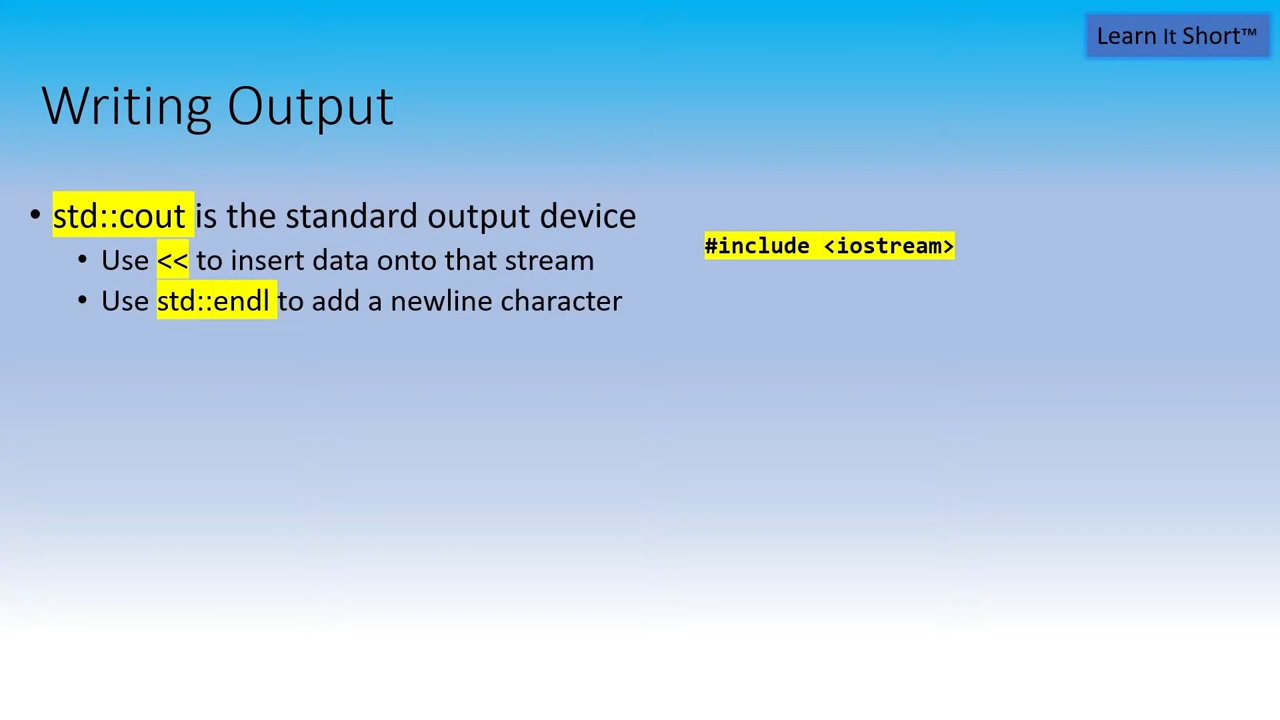 Learn It Short™
Writing Output
• std::cout is the standard output device
• Use << to insert data onto that stream
• Use std::endl to add a newline character
#include <iostream>